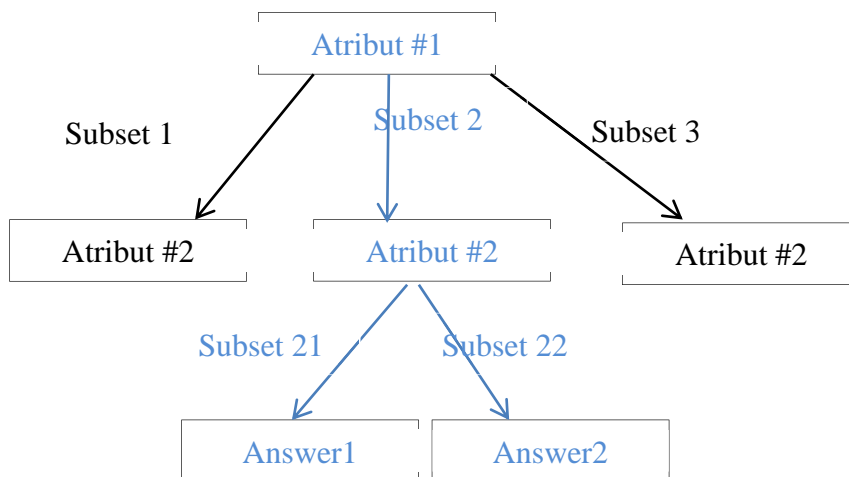 Atribut #1
Subset 1
Subset 2
Subset 3
Atribut #2
Atribut #2
Atribut #2
Subset 21
Subset 22
Answer1
Answer2